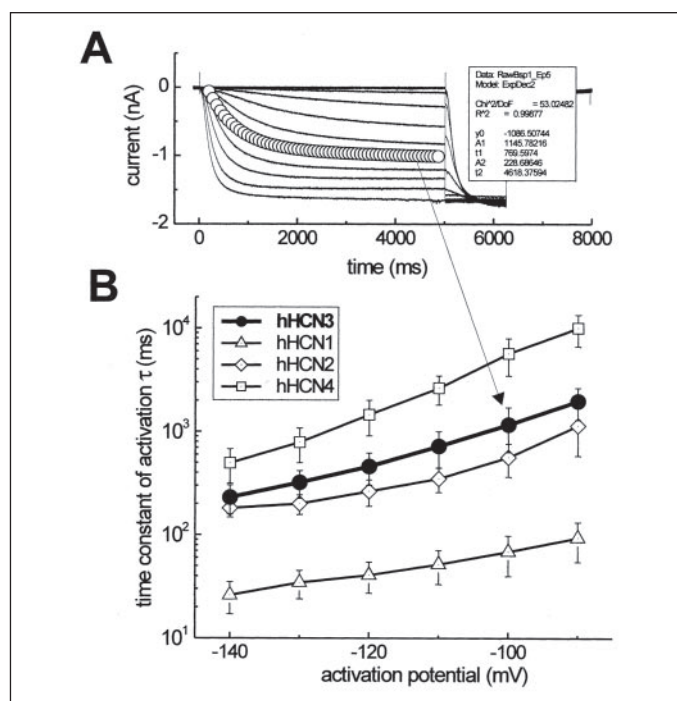 A
0
-1
-2
current (nA)
Data: RawBsp1_Ep5
Model: ExpDec2
Chi^2/DoF = 53.02482
R^2 = 0.99877
y0 -1086.50744
A1 1145.78216
t1 769.5974
A2 228.68646
t2 4618.37594
0 2000 4000 6000 8000
time (ms)
B
hHCN3
hHCN1
hHCN2
hHCN4
10^4
10^3
10^2
10^1
time constant of activation τ (ms)
-140 -120 -100
activation potential (mV)